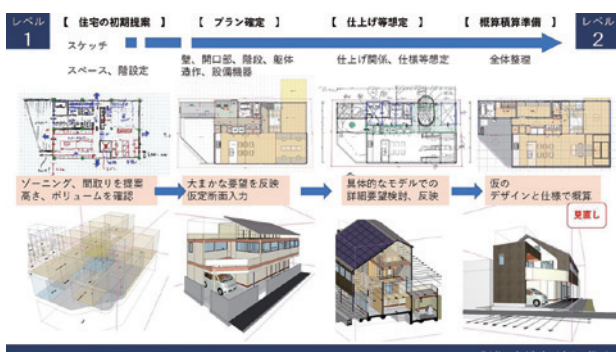 レベル
1
【 住宅の初期提案 】
【 プラン確定 】
【 仕上げ等想定 】
【 概算積算準備 】
レベル
2
スケッチ
スペース、階設定
壁、開口部、階段、躯体
造作、設備機器
仕上げ関係、仕様等想定
全体整理
ゾーニング、間取りを提案
高さ、ボリュームを確認
大まかな要望を反映
仮定断面入力
具体的なモデルでの
詳細要望検討、反映
仮の
デザインと仕様で概算
見直し